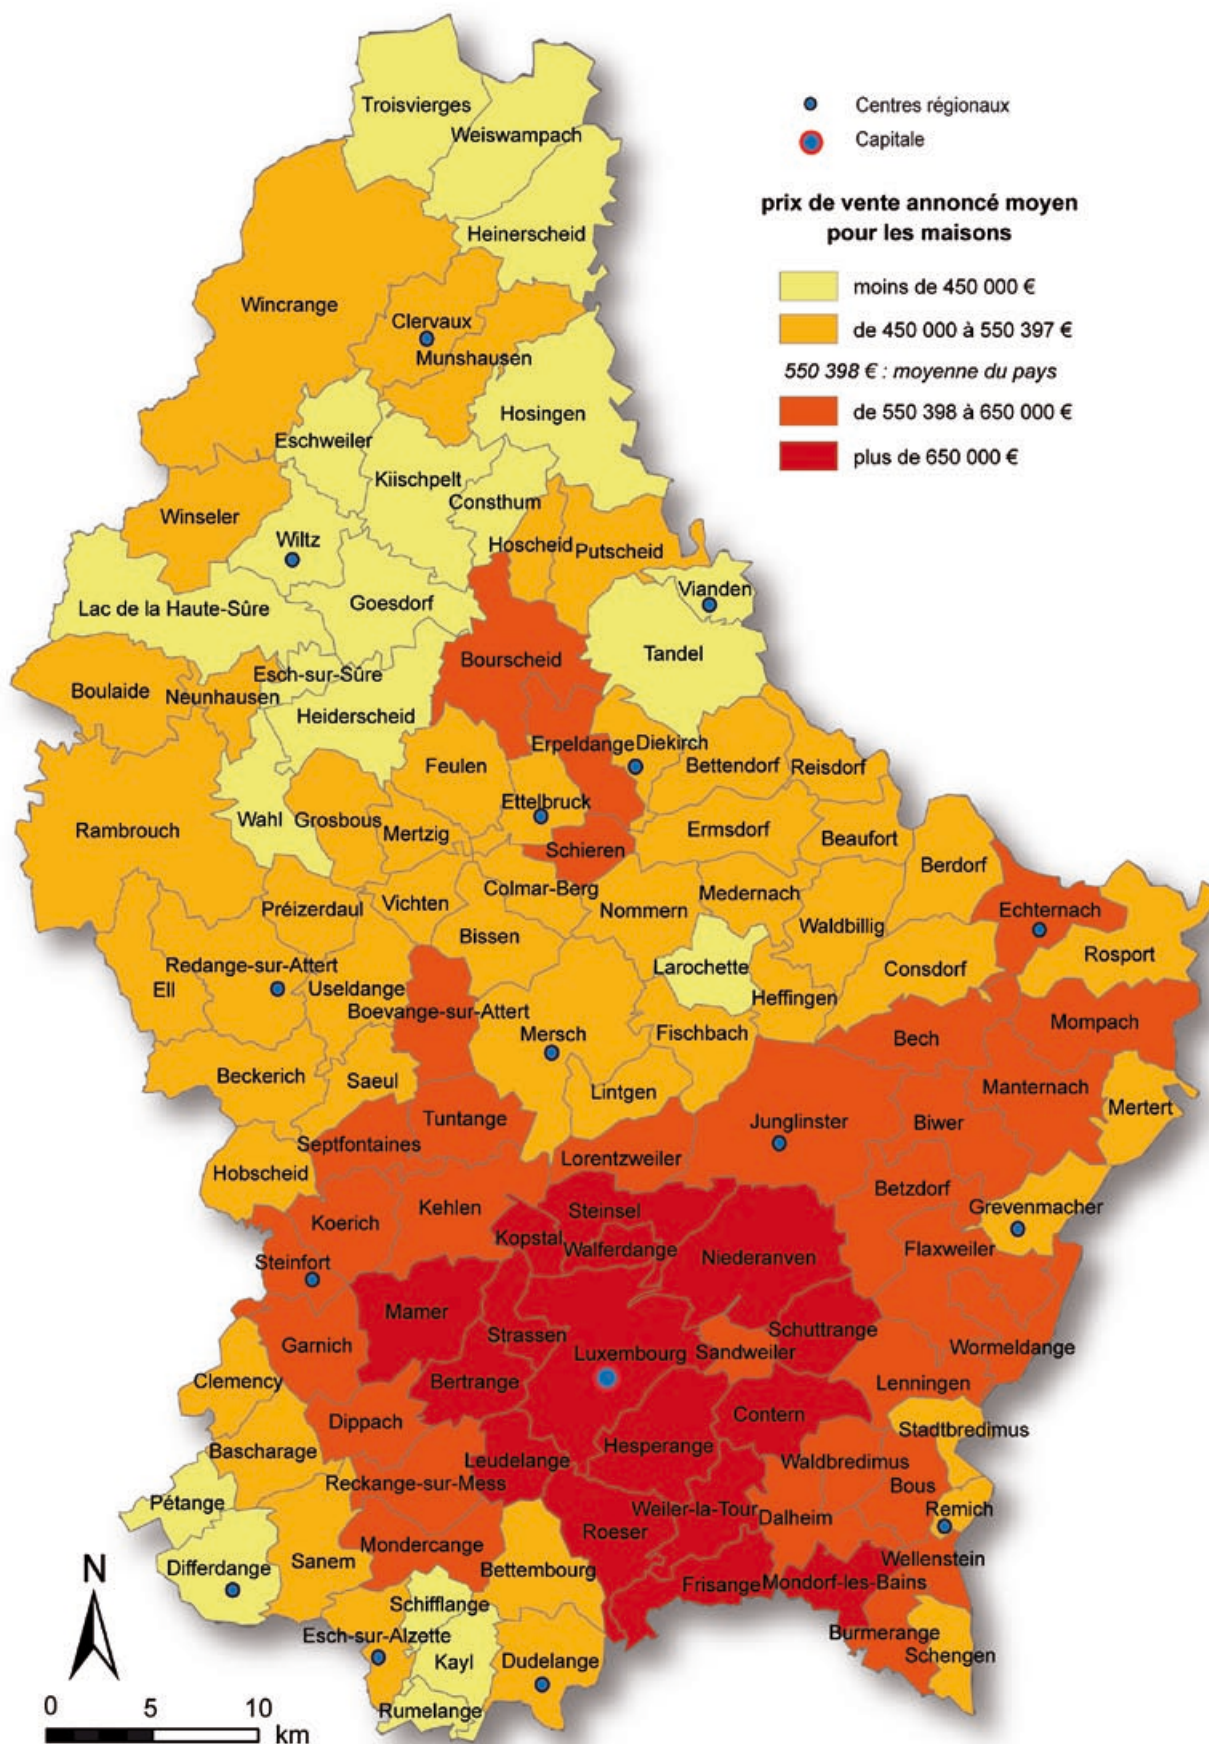 Centres régionaux
Capitale
prix de vente annoncé moyen
pour les maisons
moins de 450 000 €
de 450 000 à 550 397 €
550 398 € : moyenne du pays
de 550 398 à 650 000 €
plus de 650 000 €
Troisvierges
Weiswampach
Heinerscheid
Wincrange
Clervaux
Munshausen
Hosingen
Eschweiler
Kiischpelt
Consthum
Winseler
Wiltz
Hoscheid
Putscheid
Vianden
Lac de la Haute-Sûre
Goesdorf
Tandel
Bourscheid
Esch-sur-Sûre
Boulaide
Neunhausen
Heiderscheid
Erpeldange
Diekirch
Feulen
Bettendorf
Reisdorf
Ettelbruck
Rambrouch
Wahl
Grosbous
Mertzig
Ermsdorf
Beaufort
Schieren
Berdorf
Colmar-Berg
Medernach
Préizerdaul
Vichten
Nommern
Echternach
Waldbillig
Bissen
Rosport
Redange-sur-Attert
Larochette
Consdorf
Ell
Useldange
Heffingen
Boevange-sur-Attert
Mompach
Mersch
Fischbach
Bech
Beckerich
Saeul
Lintgen
Manternach
Mertert
Tuntange
Junglinster
Biwer
Septfontaines
Lorentzweiler
Hobscheid
Betzdorf
Kehlen
Steinsel
Grevenmacher
Koerich
Kopstal
Walferdange
Niederanven
Flaxweiler
Steinfort
Mamer
Schuttrange
Strassen
Garnich
Luxembourg
Sandweiler
Wormeldange
Clemency
Bertrange
Lenningen
Contern
Dippach
Stadtbredimus
Hesperange
Bascharage
Leudelange
Waldbredimus
Reckange-sur-Mess
Bous
Pétange
Weiler-la-Tour
Remich
Dalheim
Roeser
Mondercange
Wellenstein
Differdange
Sanem
Bettembourg
Frisange
Mondorf-les-Bains
Schifflange
Burmerange
Esch-sur-Alzette
Schengen
Kayl
Dudelange
Rumelange
N
0 5 10
km